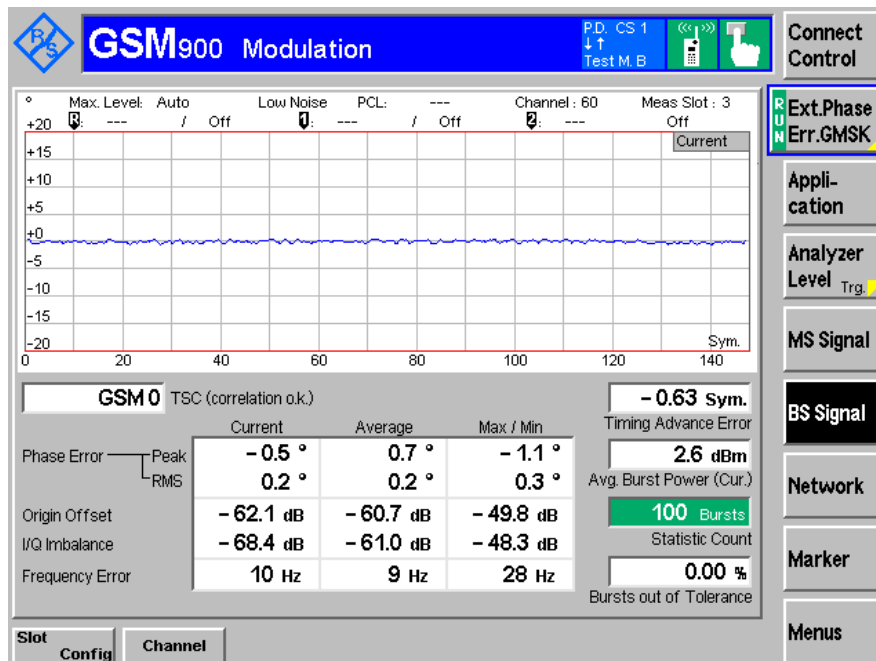 R/S
GSM900 Modulation
P.D. CS 1
↓↑
Test M. B
Connect Control
° Max. Level: Auto Low Noise PCL: --- Channel : 60 Meas Slot : 3
+20 R: --- / Off 1: --- / Off 2: --- Off
Current
RUN
Ext.Phase Err.GMSK
+15
+10
+5
+0
-5
-10
-15
-20
Sym.
0 20 40 60 80 100 120 140
Appli-
cation
Analyzer
Level Trg.
MS Signal
BS Signal
Network
Marker
Menus
GSM 0 TSC (correlation o.k.)
– 0.63 Sym.
Timing Advance Error
Current Average Max / Min
Phase Error Peak – 0.5 ° 0.7 ° – 1.1 °
2.6 dBm
RMS 0.2 ° 0.2 ° 0.3 °
Avg. Burst Power (Cur.)
Origin Offset – 62.1 dB – 60.7 dB – 49.8 dB
100 Bursts
I/Q Imbalance – 68.4 dB – 61.0 dB – 48.3 dB
Statistic Count
Frequency Error 10 Hz 9 Hz 28 Hz
0.00 %
Bursts out of Tolerance
Slot
Config
Channel